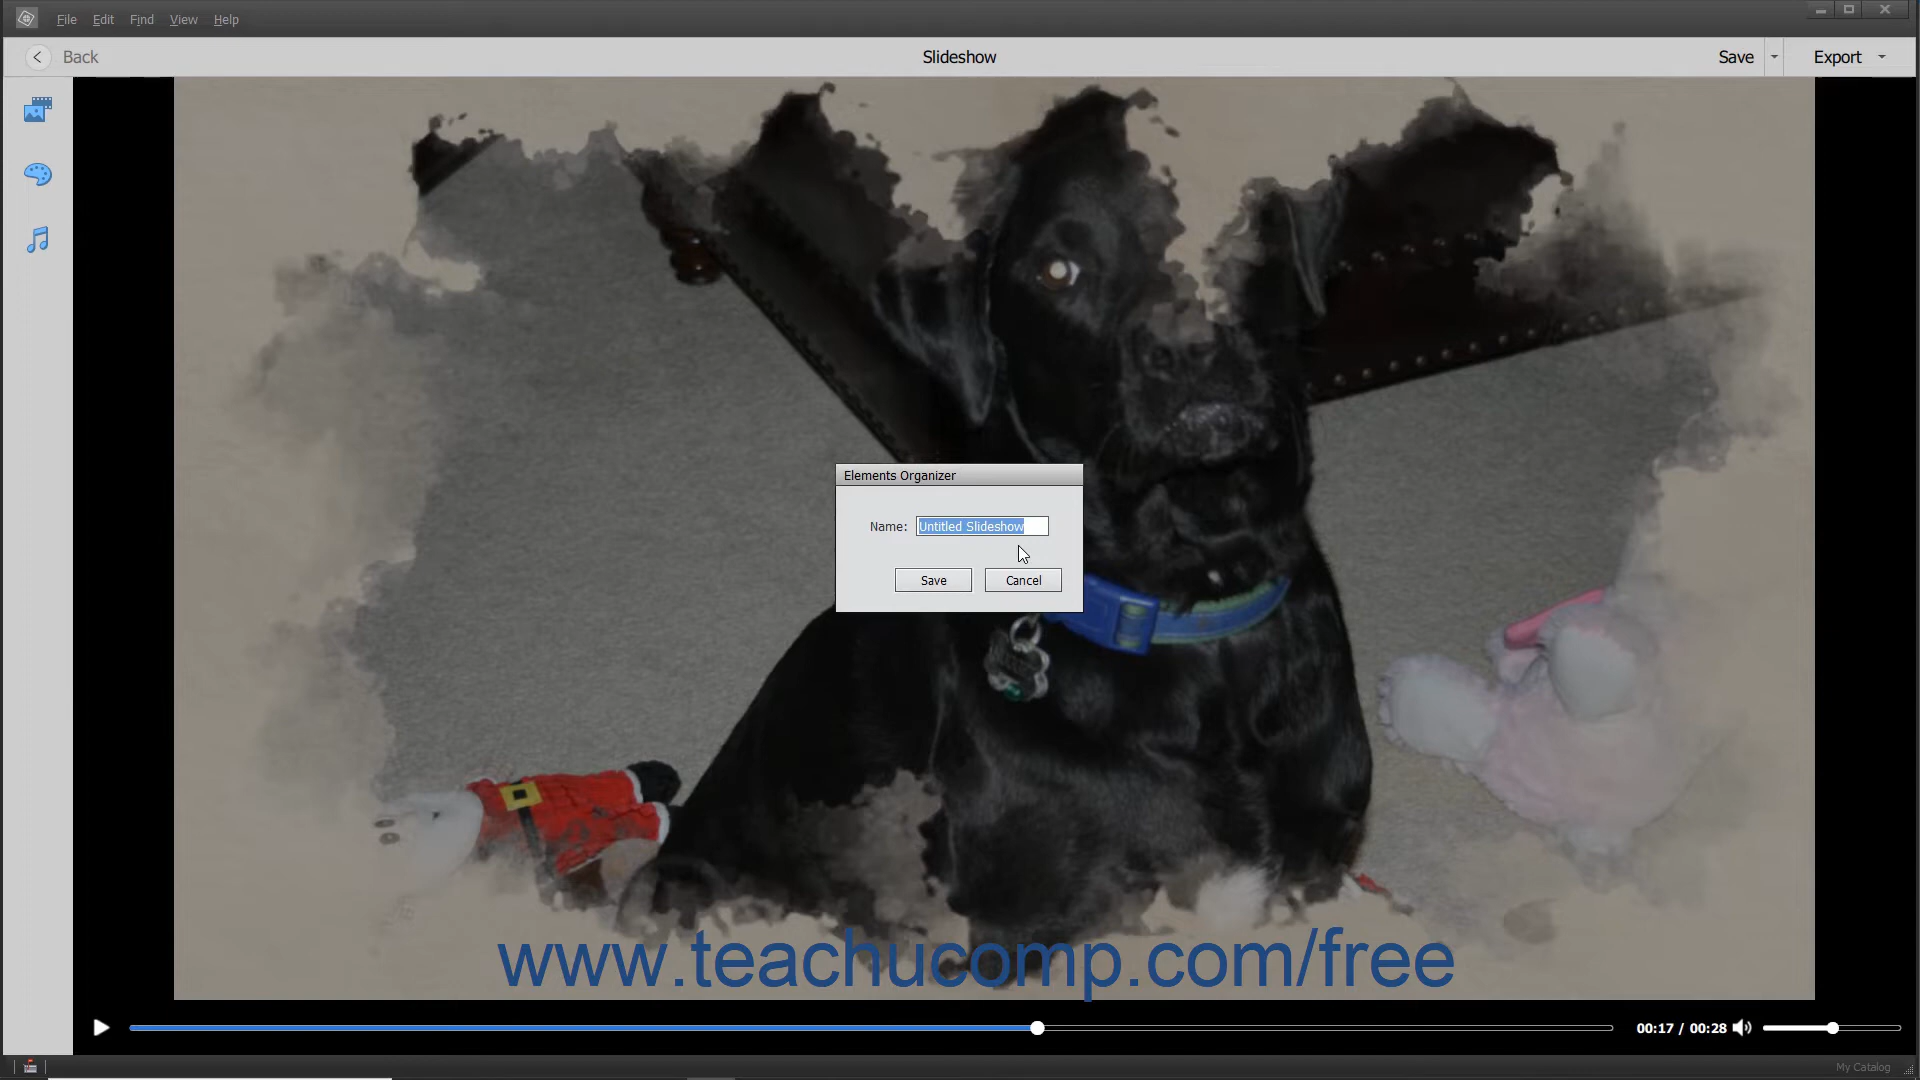 File Edit Find View Help
Back Slideshow Save Export
Elements Organizer
Name: Untitled Slideshow
Save Cancel
www.teachucomp.com/free
00:17 / 00:28
My Catalog